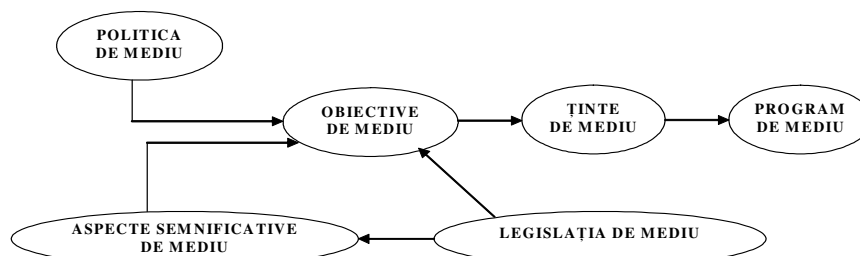 POLITICA
DE MEDIU
OBIECTIVE
DE MEDIU
ȚINTE
DE MEDIU
PROGRAM
DE MEDIU
ASPECTE SEMNIFICATIVE
DE MEDIU
LEGISLAȚIA DE MEDIU